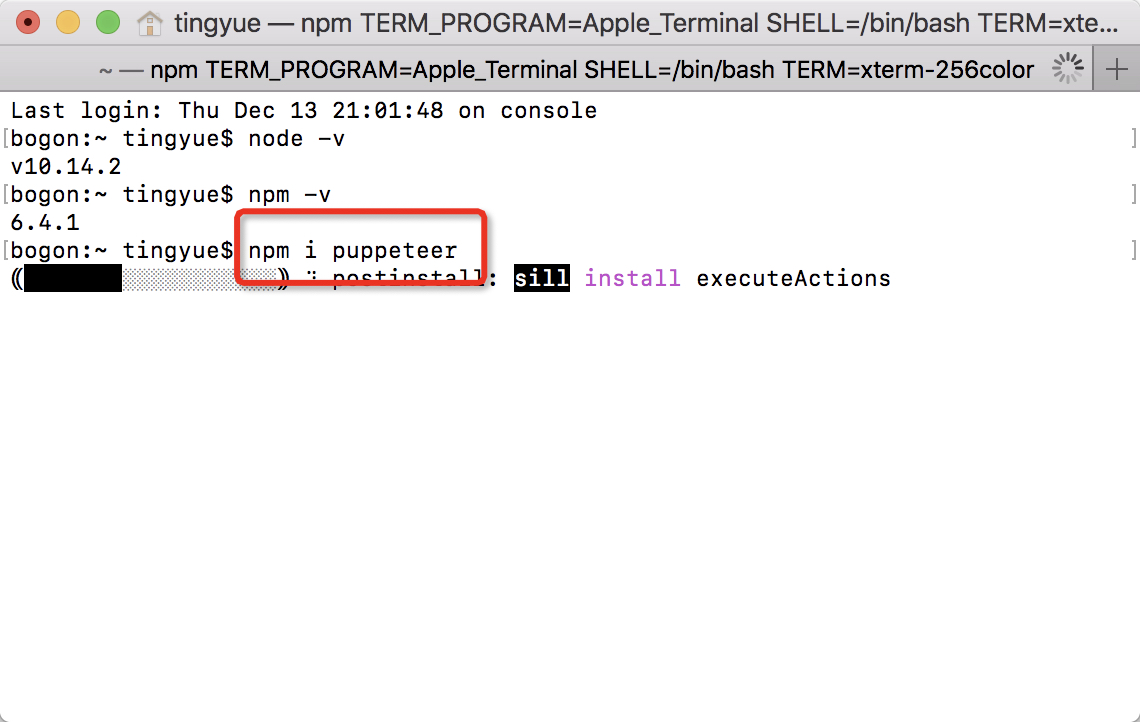 tingyue — npm TERM_PROGRAM=Apple_Terminal SHELL=/bin/bash TERM=xte...
~ — npm TERM_PROGRAM=Apple_Terminal SHELL=/bin/bash TERM=xterm-256color
Last login: Thu Dec 13 21:01:48 on console
[bogon:~ tingyue$ node -v ]
v10.14.2
[bogon:~ tingyue$ npm -v ]
6.4.1
[bogon:~ tingyue$ npm i puppeteer ]
postinstall: sill install executeActions